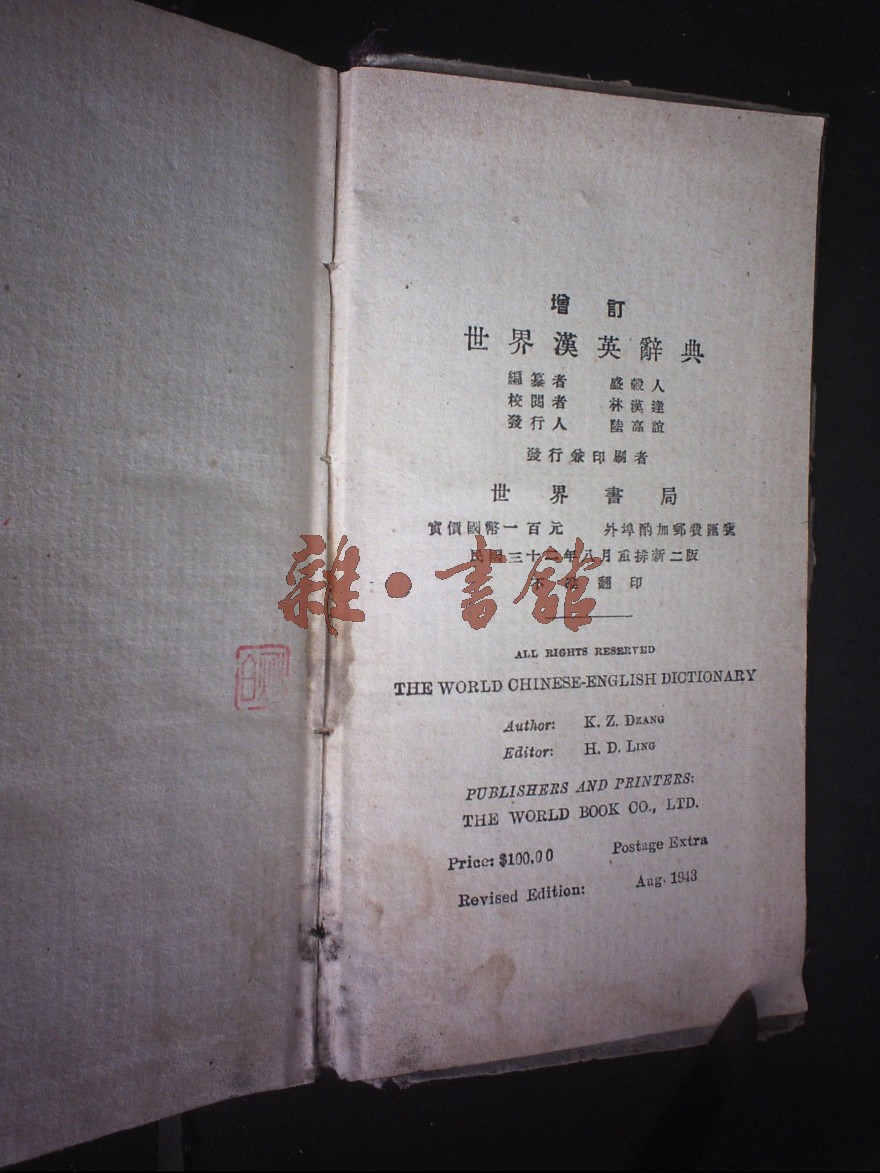 增訂
世界漢英辭典
編纂者 盛穀人
校閱者 林漢達
發行人 陸高誼
發行兼印刷者
世界書局
實價國幣一百元 外埠酌加郵費匯費
民國三十二年八月重排新二版
不准翻印
雜·書館
ALL RIGHTS RESERVED
THE WORLD CHINESE-ENGLISH DICTIONARY
Author: K. Z. DZANG
Editor: H. D. LING
PUBLISHERS AND PRINTERS:
THE WORLD BOOK CO., LTD.
Price: $100,00 Postage Extra
Revised Edition: Aug. 1943